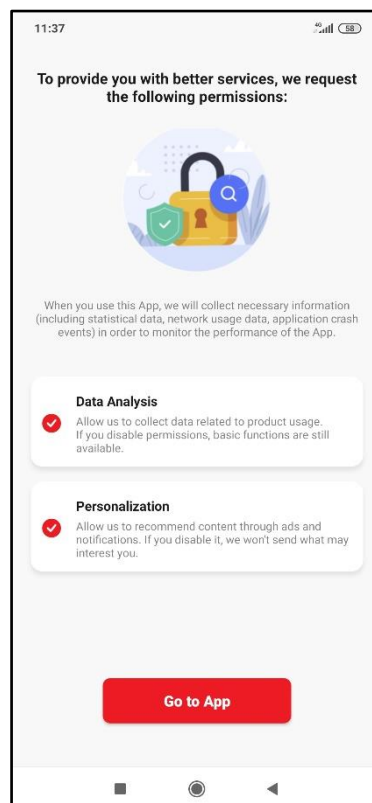 11:37
4G
58
To provide you with better services, we request
the following permissions:
When you use this App, we will collect necessary information
(including statistical data, network usage data, application crash
events) in order to monitor the performance of the App.
Data Analysis
Allow us to collect data related to product usage.
If you disable permissions, basic functions are still
available.
Personalization
Allow us to recommend content through ads and
notifications. If you disable it, we won't send what may
interest you.
Go to App